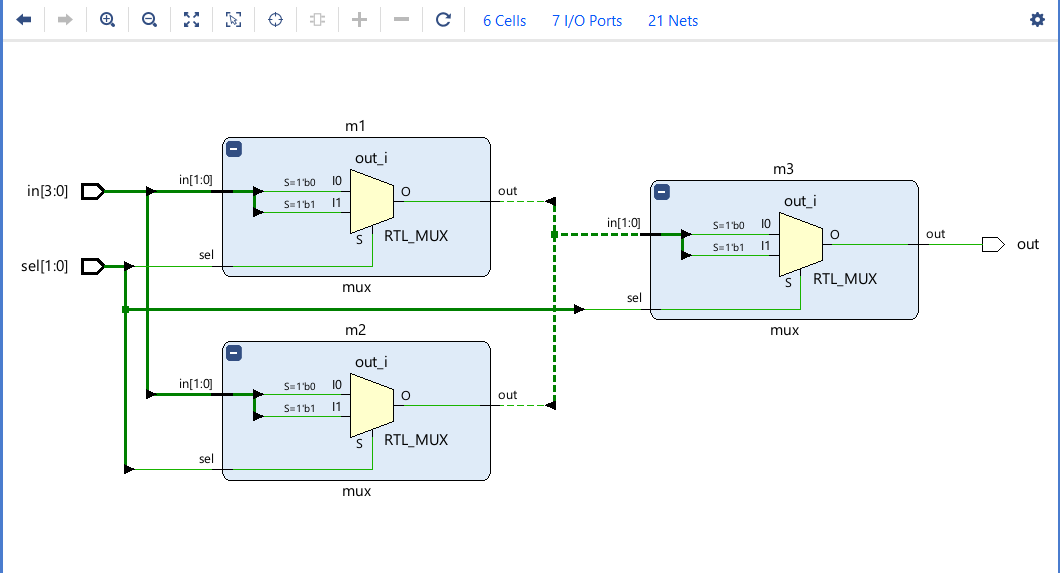 6 Cells 7 I/O Ports 21 Nets
m1
out_i
in[3:0]
in[1:0]
S=1'b0 I0
S=1'b1 I1
O
out
S
RTL_MUX
sel[1:0]
sel
mux
m2
out_i
in[1:0]
S=1'b0 I0
S=1'b1 I1
O
out
S
RTL_MUX
sel
mux
m3
out_i
in[1:0]
S=1'b0 I0
S=1'b1 I1
O
out
out
S
RTL_MUX
sel
mux